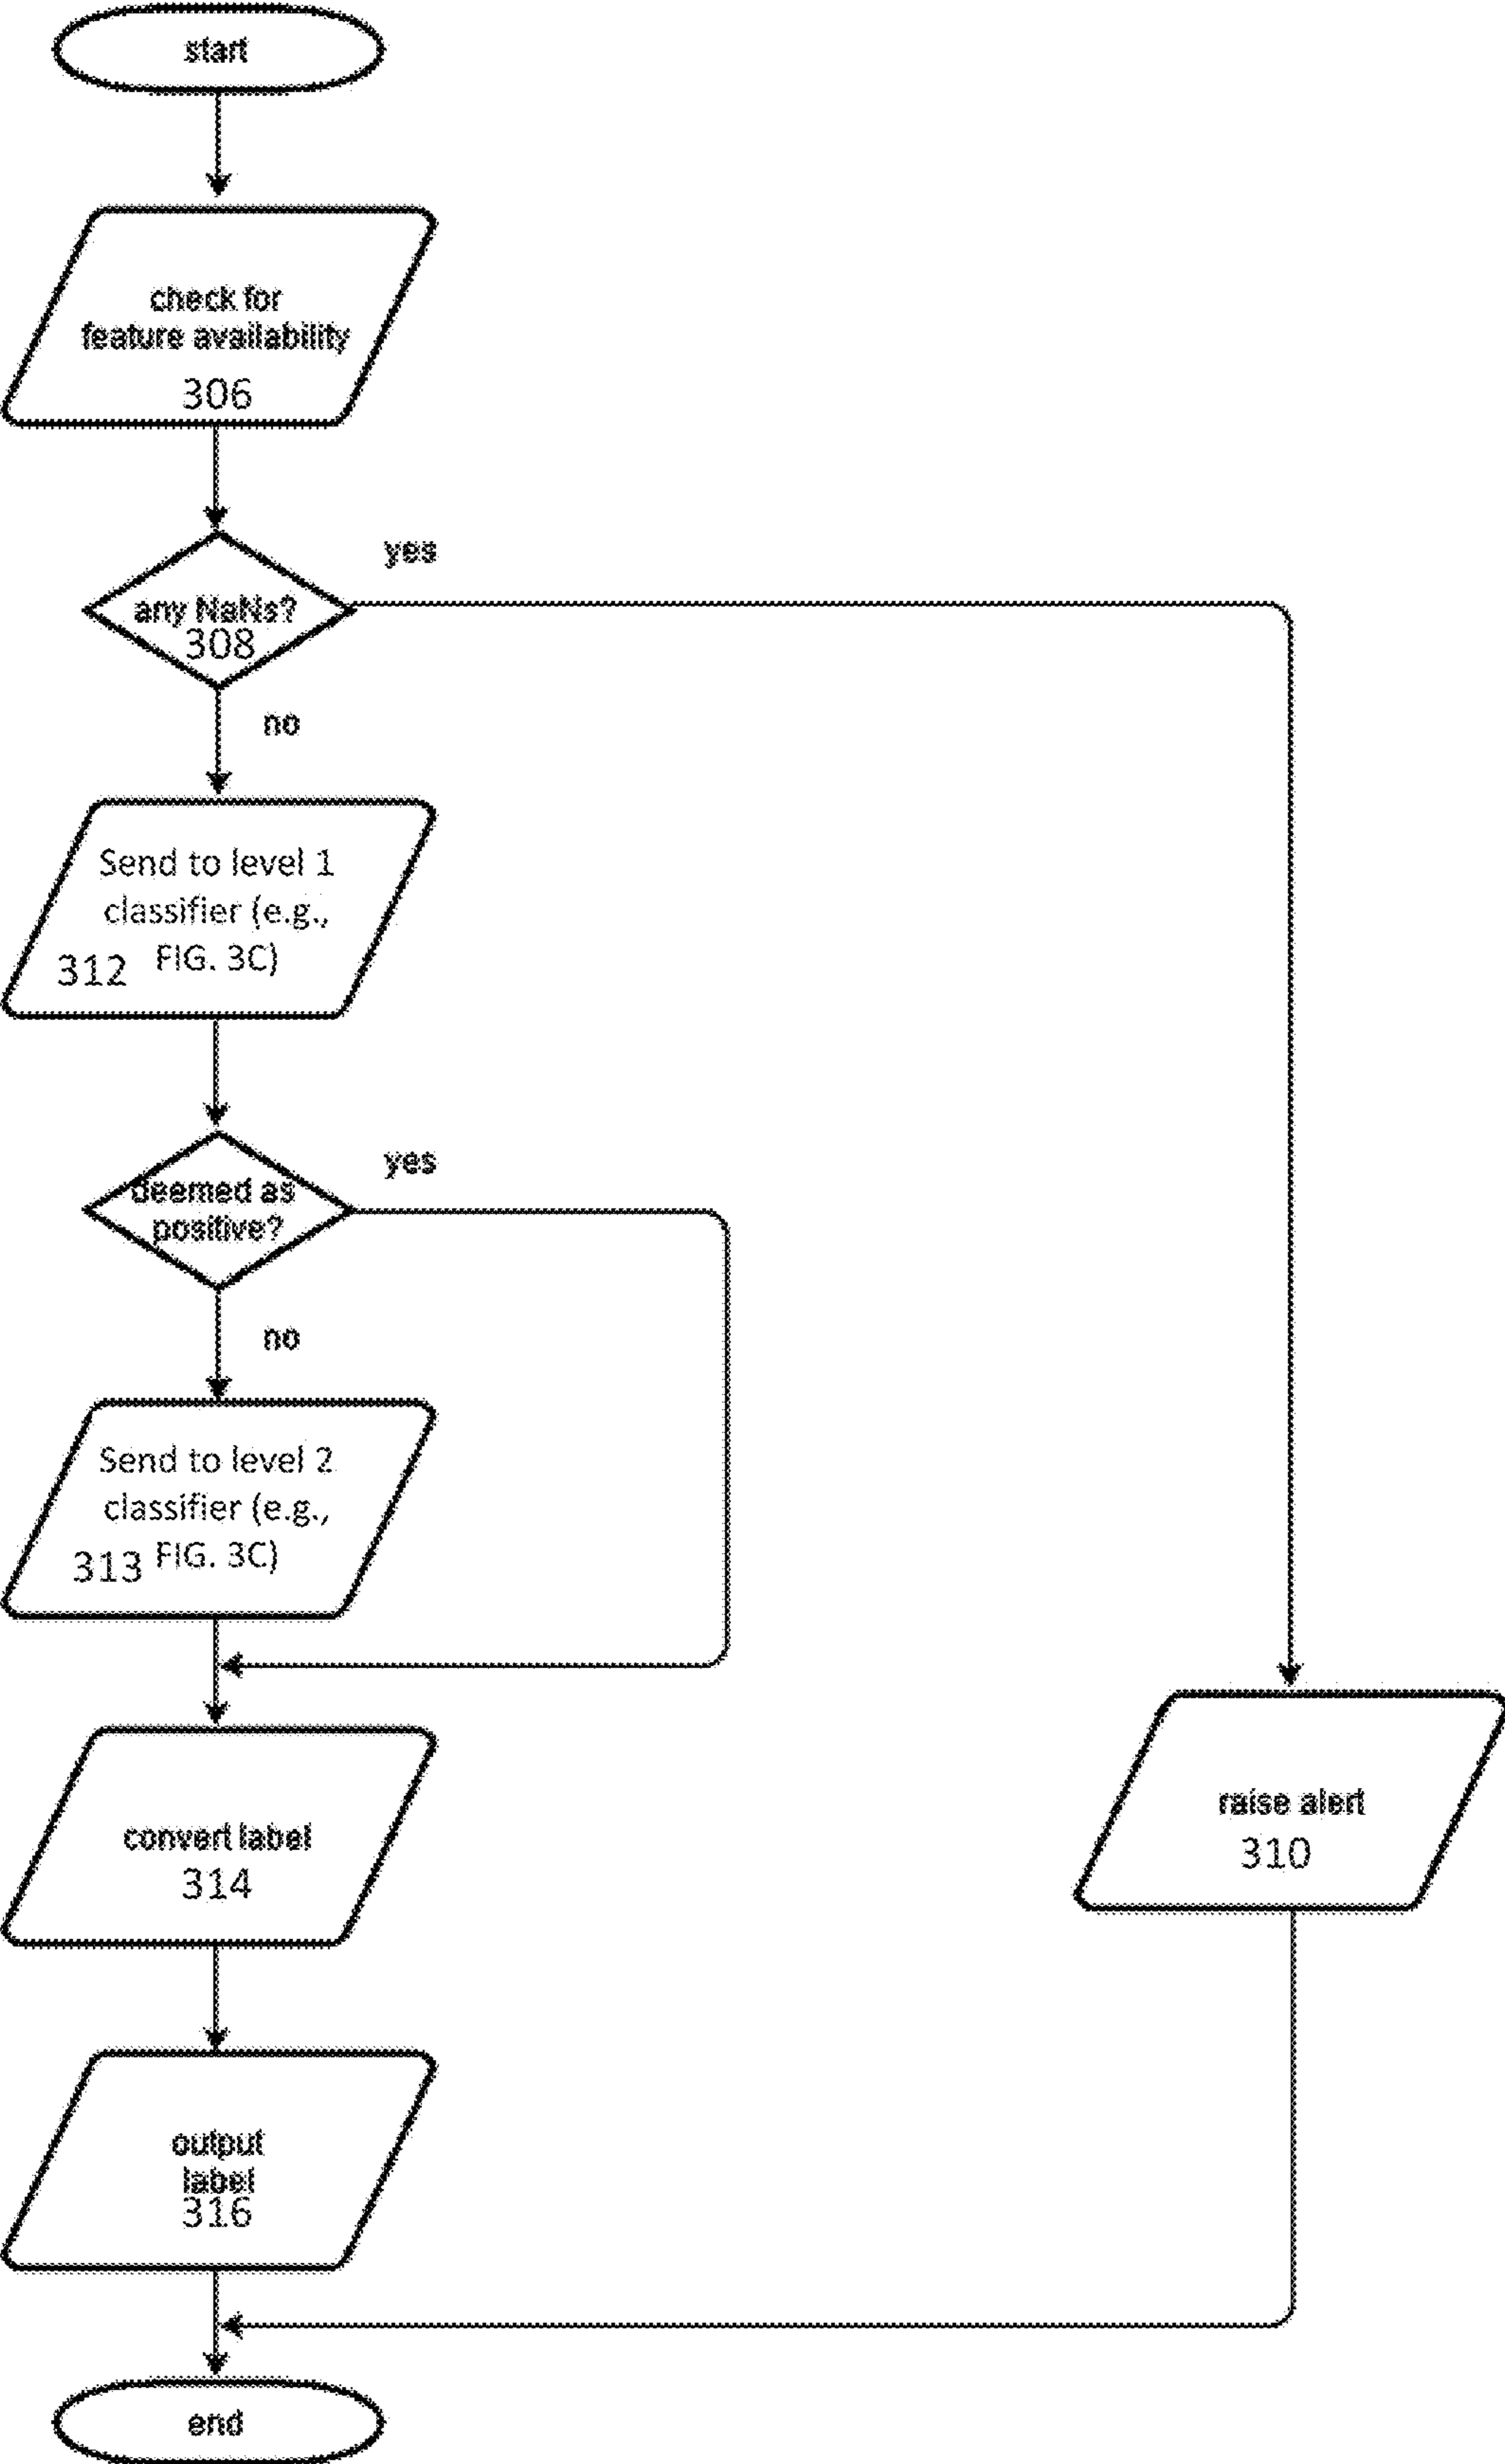 start
check for
feature availability
306
yes
any NaNs?
308
no
Send to level 1
classifier (e.g.,
312 FIG. 3C)
yes
deemed as
positive?
no
Send to level 2
classifier (e.g.,
313 FIG. 3C)
convert label
314
raise alert
310
output
label
316
end